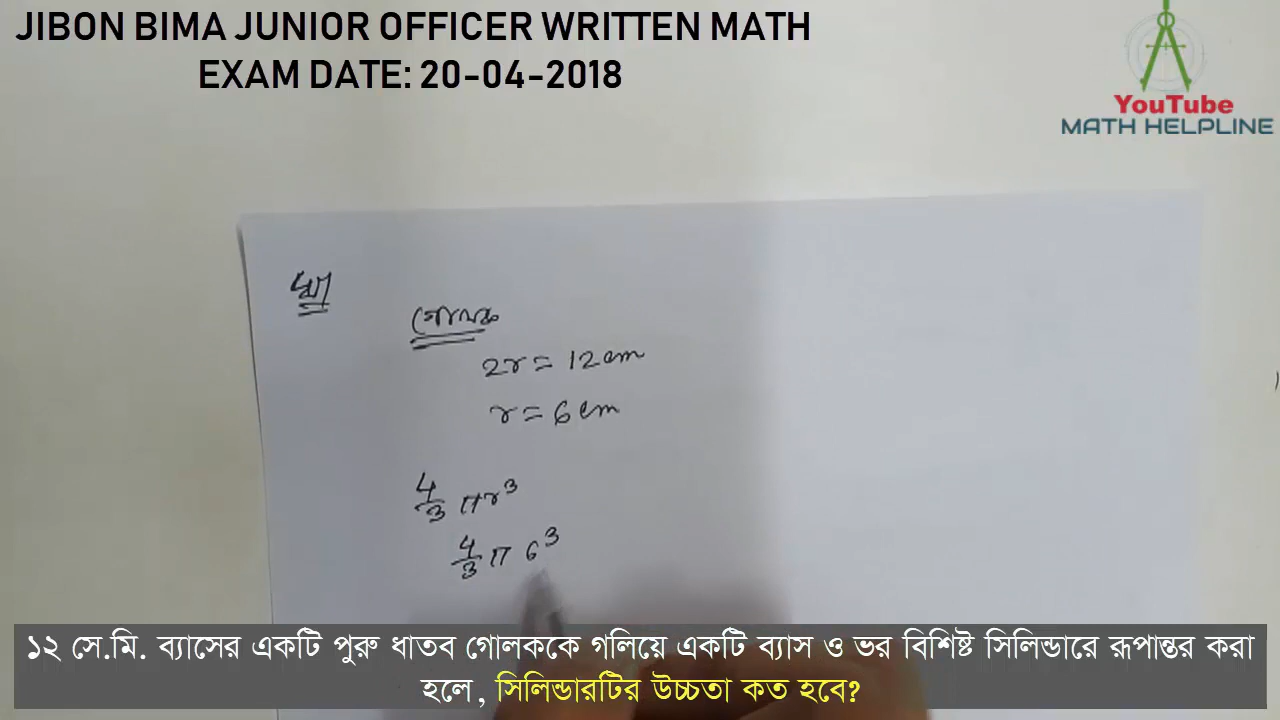 JIBON BIMA JUNIOR OFFICER WRITTEN MATH
EXAM DATE: 20-04-2018
YouTube
MATH HELPLINE
গোলক
2r = 12cm
r = 6cm
4/3 πr³
4/3 π 6³
১২ সে.মি. ব্যাসের একটি পুরু ধাতব গোলককে গলিয়ে একটি ব্যাস ও ভর বিশিষ্ট সিলিন্ডারে রূপান্তর করা
হলে, সিলিন্ডারটির উচ্চতা কত হবে?